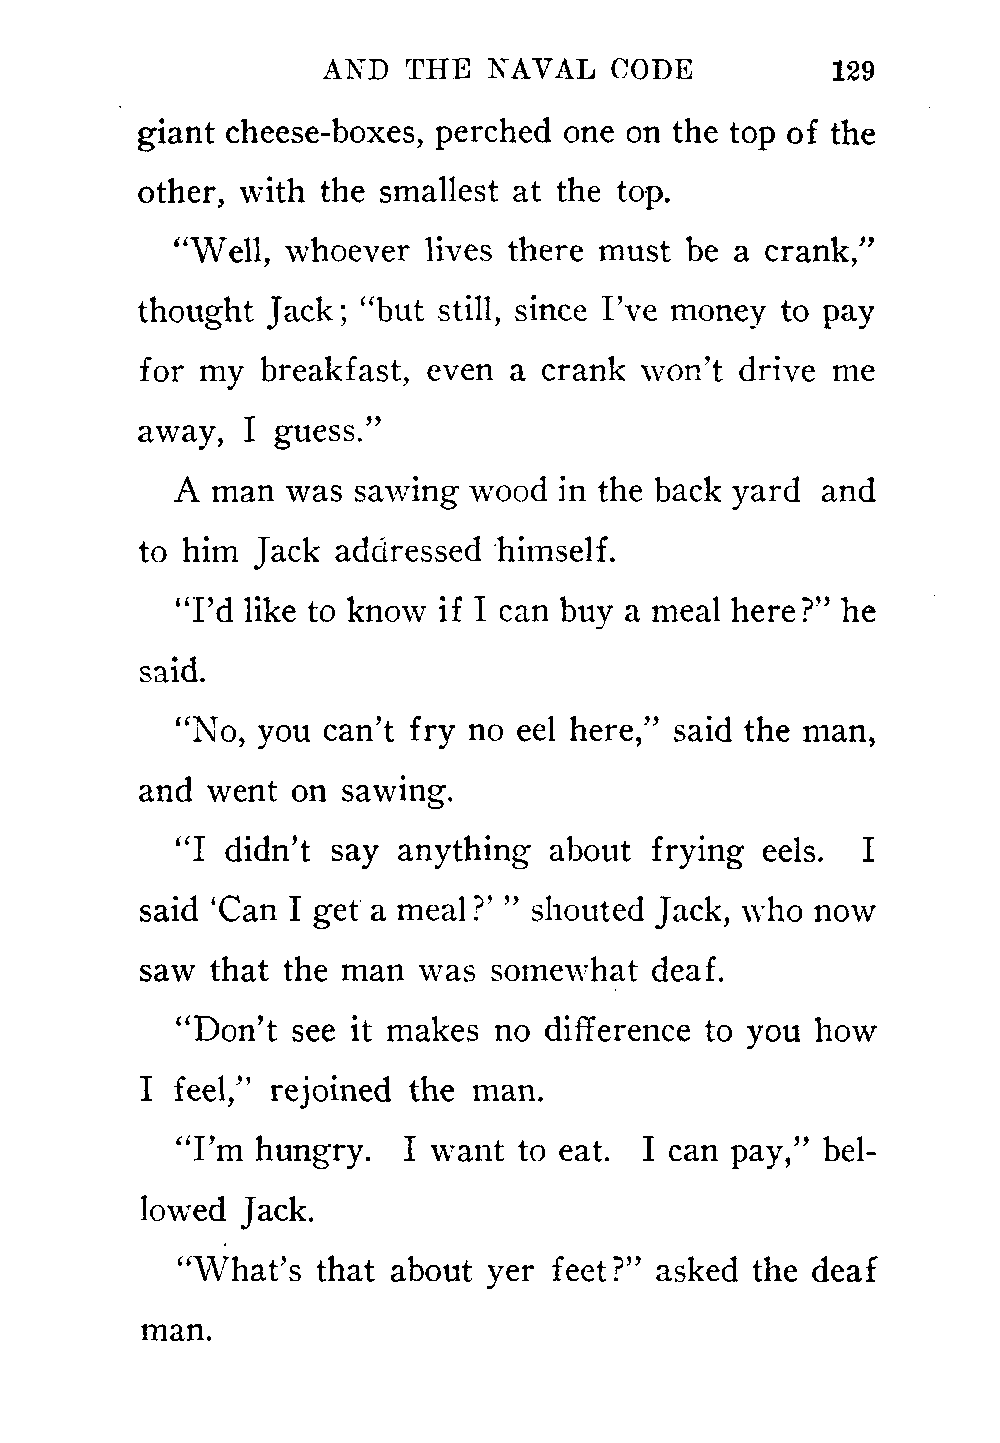 AND THE NAVAL CODE 129
giant cheese-boxes, perched one on the top of the
other, with the smallest at the top.
“Well, whoever lives there must be a crank,”
thought Jack; “but still, since I’ve money to pay
for my breakfast, even a crank won’t drive me
away, I guess.”
A man was sawing wood in the back yard and
to him Jack addressed himself.
“I’d like to know if I can buy a meal here?” he
said.
“No, you can’t fry no eel here,” said the man,
and went on sawing.
“I didn’t say anything about frying eels. I
said ‘Can I get a meal?’ ” shouted Jack, who now
saw that the man was somewhat deaf.
“Don’t see it makes no difference to you how
I feel,” rejoined the man.
“I’m hungry. I want to eat. I can pay,” bel-
lowed Jack.
“What’s that about yer feet?” asked the deaf
man.